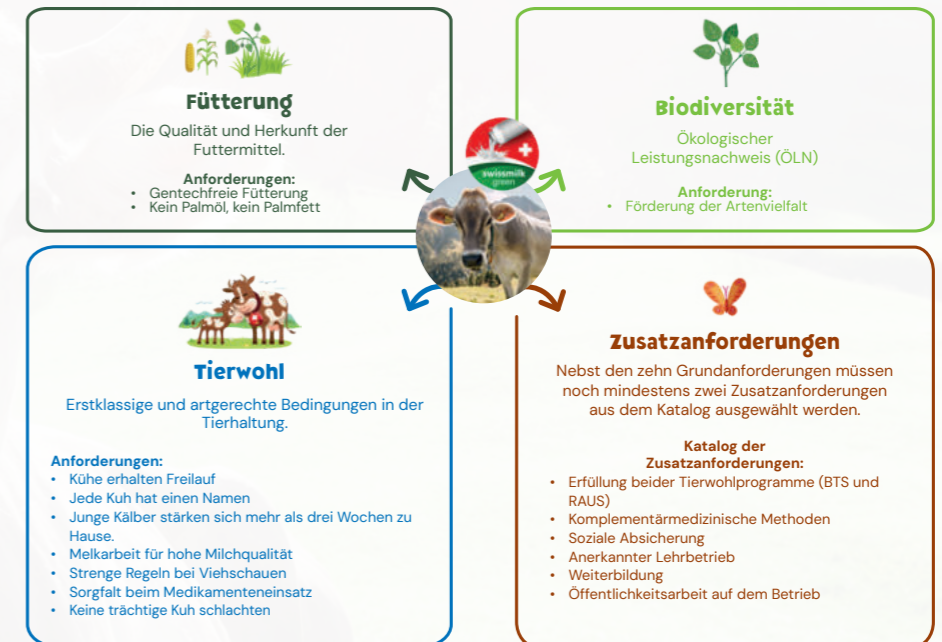 Fütterung
Die Qualität und Herkunft der
Futtermittel.
Anforderungen:
• Gentechfreie Fütterung
• Kein Palmöl, kein Palmfett
Biodiversität
Ökologischer
Leistungsnachweis (ÖLN)
Anforderung:
• Förderung der Artenvielfalt
swissmilk
green
Tierwohl
Erstklassige und artgerechte Bedingungen in der
Tierhaltung.
Anforderungen:
• Kühe erhalten Freilauf
• Jede Kuh hat einen Namen
• Junge Kälber stärken sich mehr als drei Wochen zu
Hause.
• Melkarbeit für hohe Milchqualität
• Strenge Regeln bei Viehschauen
• Sorgfalt beim Medikamenteneinsatz
• Keine trächtige Kuh schlachten
Zusatzanforderungen
Nebst den zehn Grundanforderungen müssen
noch mindestens zwei Zusatzanforderungen
aus dem Katalog ausgewählt werden.
Katalog der
Zusatzanforderungen:
• Erfüllung beider Tierwohlprogramme (BTS und
RAUS)
• Komplementärmedizinische Methoden
• Soziale Absicherung
• Anerkannter Lehrbetrieb
• Weiterbildung
• Öffentlichkeitsarbeit auf dem Betrieb